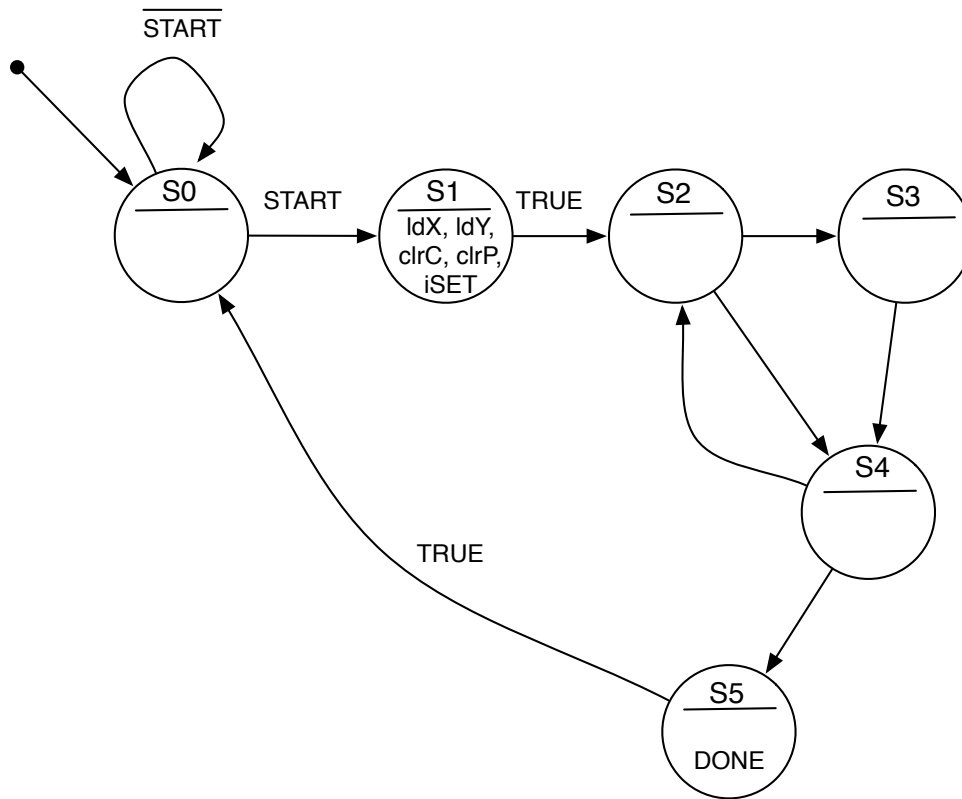 START
S0
START
S1
ldX, ldY,
clrC, clrP,
iSET
TRUE
S2
S3
S4
TRUE
S5
DONE